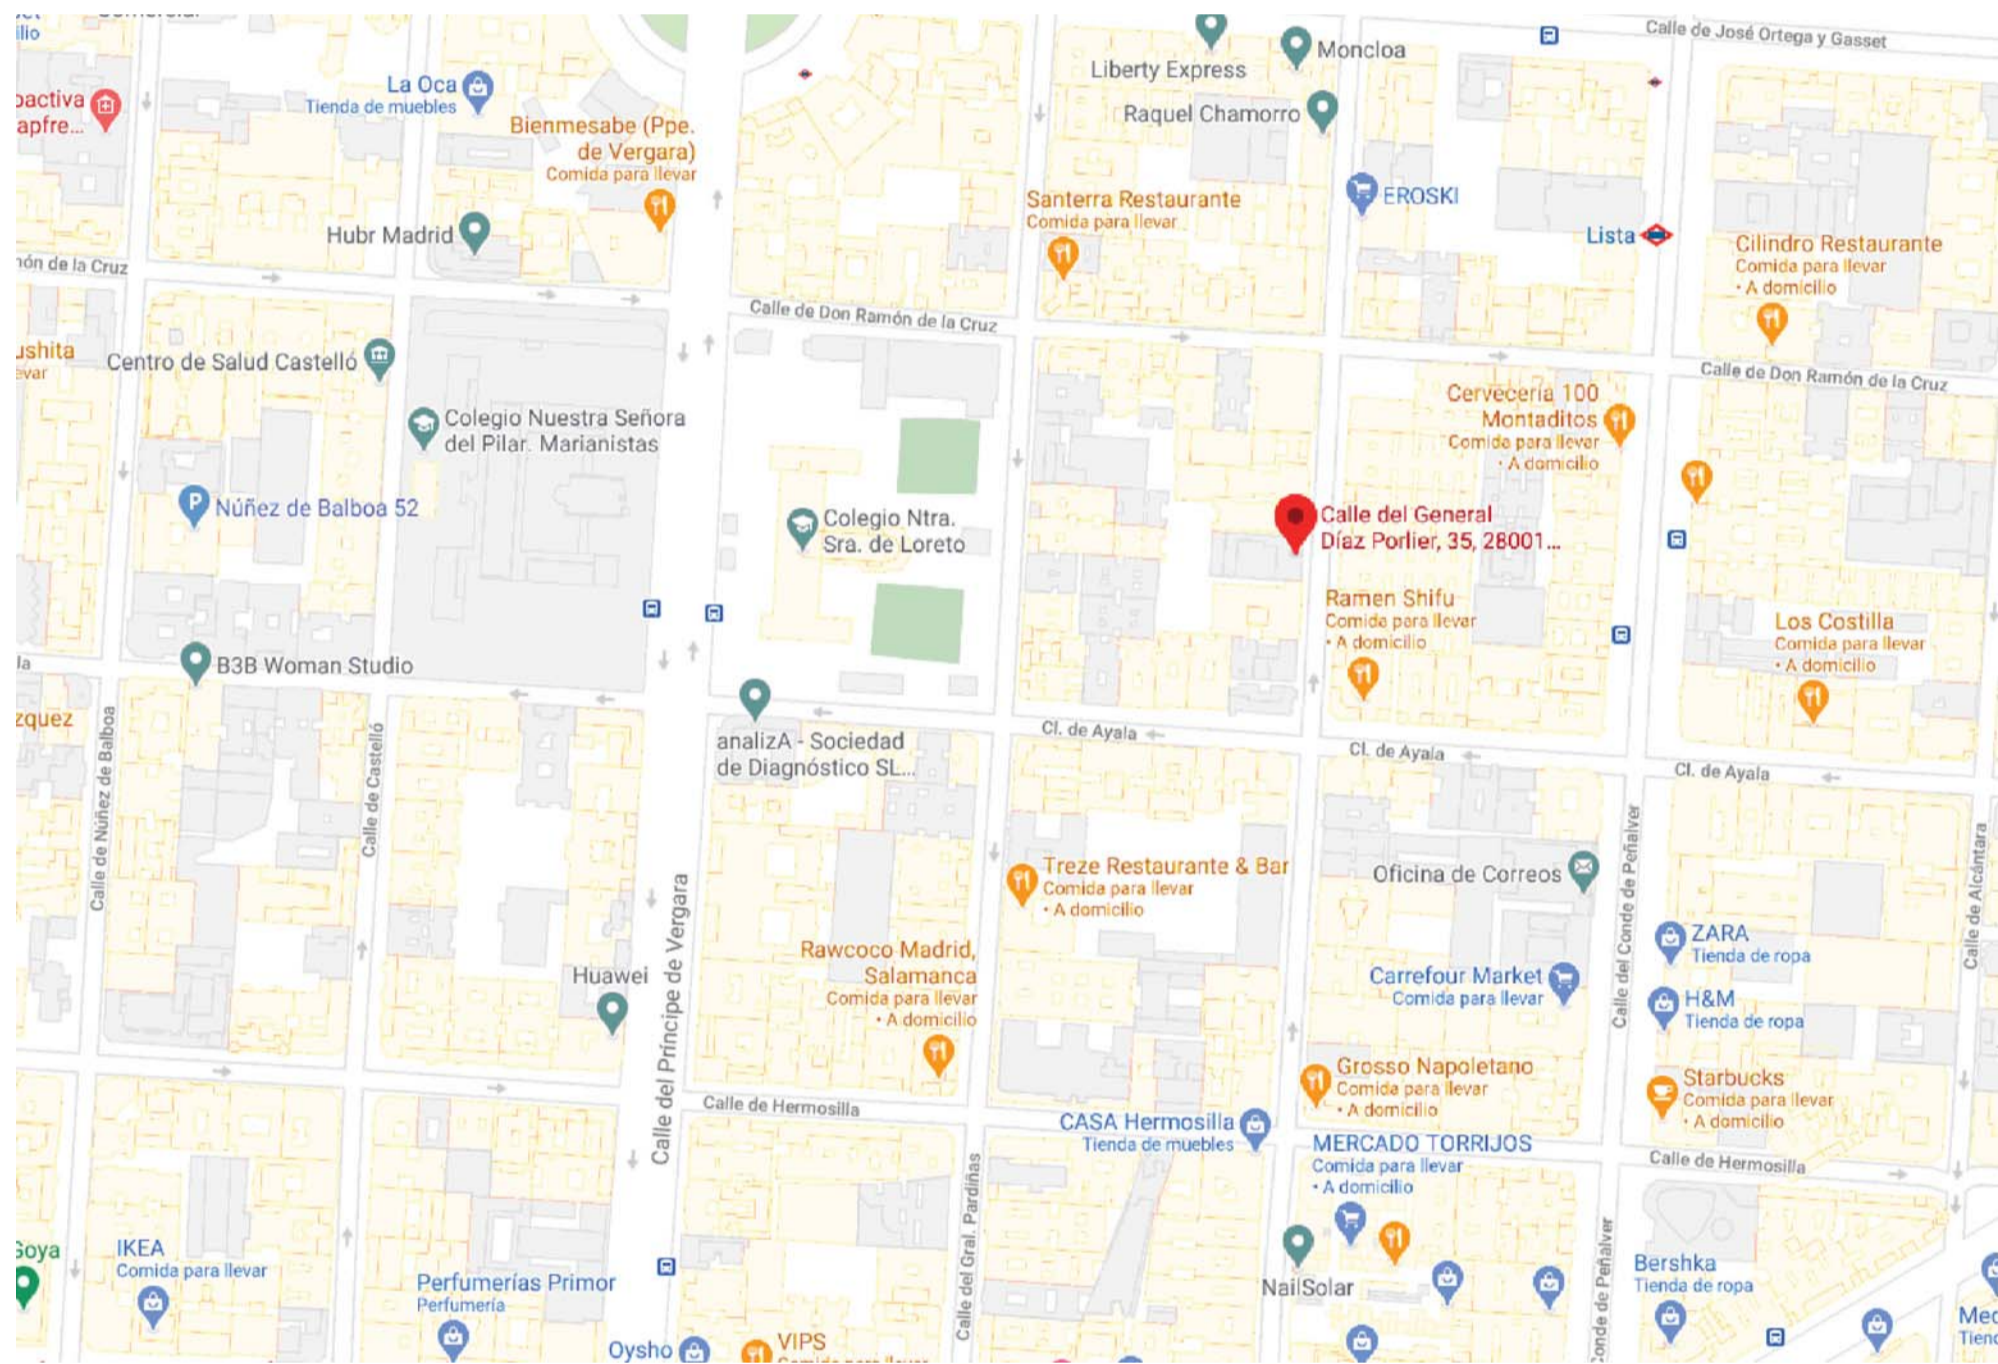 ilio
Calle de José Ortega y Gasset
Moncloa
Liberty Express
La Oca
Tienda de muebles
Raquel Chamorro
Bienmesabe (Ppe.
de Vergara)
Comida para llevar
EROSKI
Santerra Restaurante
Comida para llevar
Hubr Madrid
Lista
Cilindro Restaurante
Comida para llevar
• A domicilio
de la Cruz
Calle de Don Ramón de la Cruz
Centro de Salud Castelló
Calle de Don Ramón de la Cruz
Cervecería 100
Montaditos
Comida para llevar
• A domicilio
Colegio Nuestra Señora
del Pilar. Marianistas
P
Núñez de Balboa 52
Colegio Ntra.
Sra. de Loreto
Calle del General
Díaz Porlier, 35, 28001...
Ramen Shifu
Comida para llevar
• A domicilio
Los Costilla
Comida para llevar
• A domicilio
la
B3B Woman Studio
zquez
analizA - Sociedad
de Diagnóstico SL...
Cl. de Ayala
Cl. de Ayala
Cl. de Ayala
Calle de Núñez de Balboa
Calle de Castelló
Calle del Príncipe de Vergara
Treze Restaurante & Bar
Comida para llevar
• A domicilio
Oficina de Correos
Calle del Conde de Peñalver
Calle de Alcántara
ZARA
Tienda de ropa
Rawcoco Madrid,
Salamanca
Comida para llevar
• A domicilio
Huawei
Carrefour Market
Comida para llevar
H&M
Tienda de ropa
Grosso Napoletano
Comida para llevar
• A domicilio
Starbucks
Comida para llevar
• A domicilio
Calle de Hermosilla
CASA Hermosilla
Tienda de muebles
MERCADO TORRIJOS
Comida para llevar
• A domicilio
Calle de Hermosilla
Calle del Gral. Pardiñas
Conde de Peñalver
Goya
IKEA
Comida para llevar
Perfumerías Primor
Perfumería
NailSolar
Bershka
Tienda de ropa
Oysho
VIPS